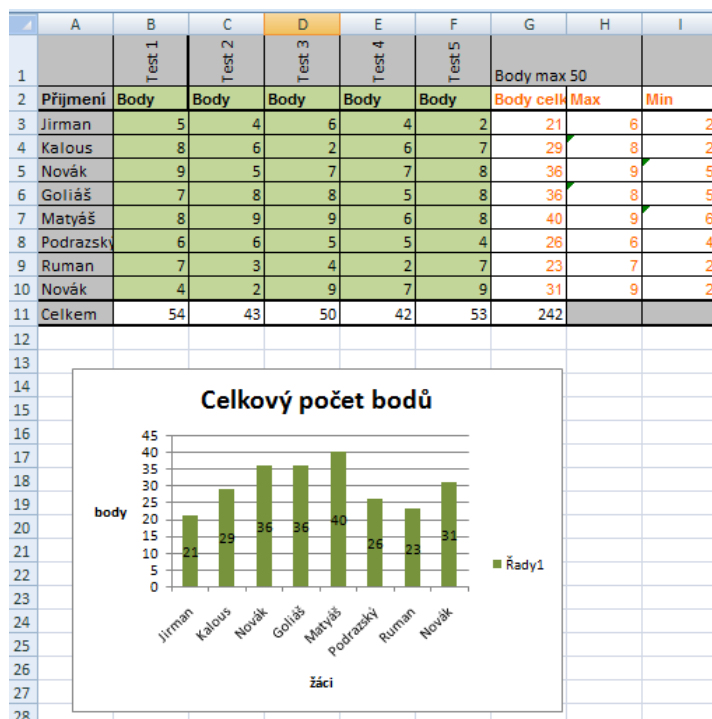 A B C D E F G H I
1 Test 1 Test 2 Test 3 Test 4 Test 5 Body max 50
2 Příjmení Body Body Body Body Body Body celk Max Min
3 Jirman 5 4 6 4 2 21 6 2
4 Kalous 8 6 2 6 7 29 8 2
5 Novák 9 5 7 7 8 36 9 5
6 Goliáš 7 8 8 5 8 36 8 5
7 Matyáš 8 9 9 6 8 40 9 6
8 Podrazský 6 6 5 5 4 26 6 4
9 Ruman 7 3 4 2 7 23 7 2
10 Novák 4 2 9 7 9 31 9 2
11 Celkem 54 43 50 42 53 242
12
13
14
15
16
17
18
19
20
21
22
23
24
25
26
27
28
Celkový počet bodů
45
40
35
30
25
20
15
10
5
0
body
21 29 36 36 40 26 23 31
Řady1
Jirman Kalous Novák Goliáš Matyáš Podrazský Ruman Novák
žáci